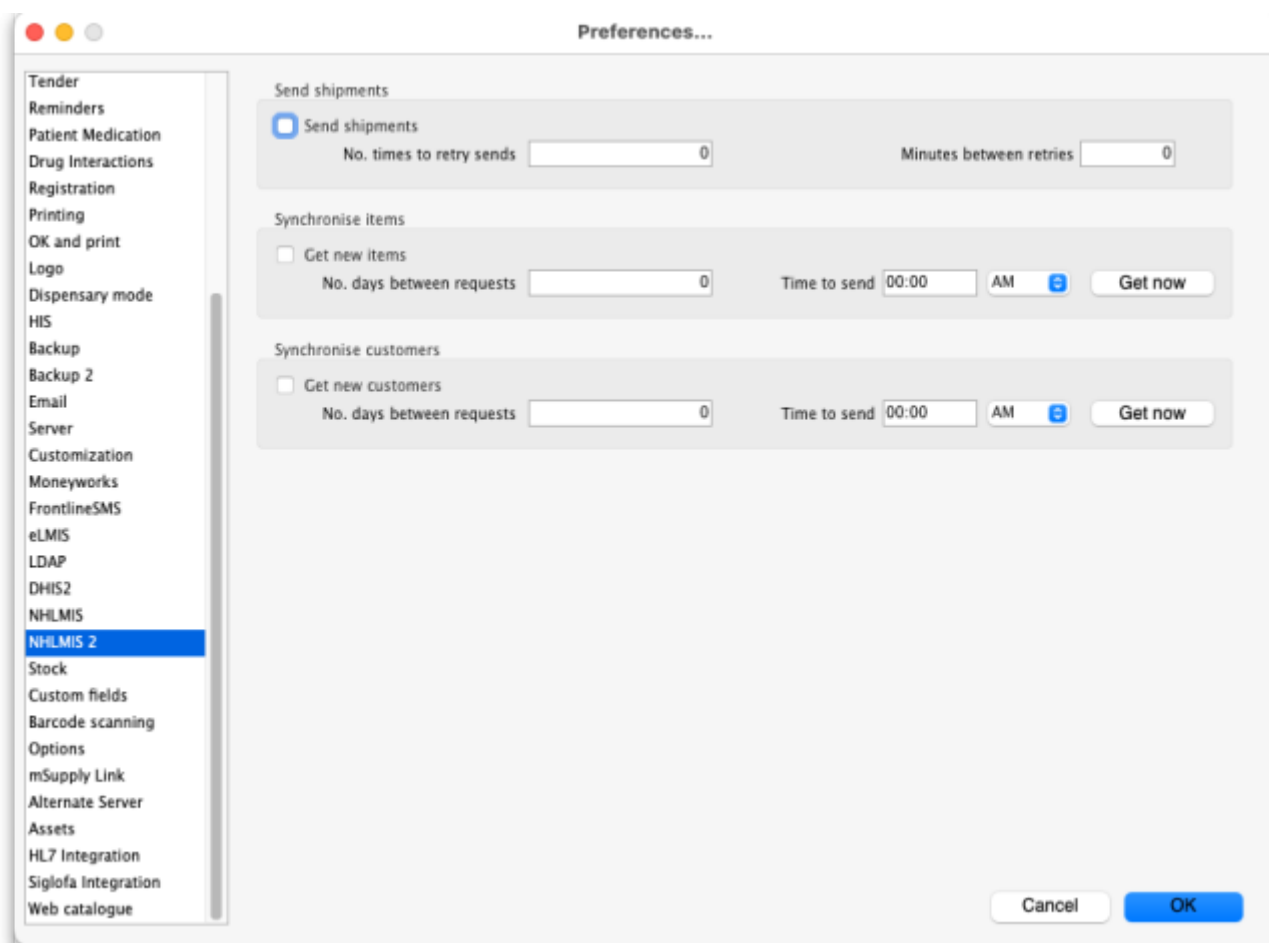 Preferences...
Tender
Reminders
Patient Medication
Drug Interactions
Registration
Printing
OK and print
Logo
Dispensary mode
HIS
Backup
Backup 2
Email
Server
Customization
Moneyworks
FrontlineSMS
eLMIS
LDAP
DHIS2
NHLMIS
NHLMIS 2
Stock
Custom fields
Barcode scanning
Options
mSupply Link
Alternate Server
Assets
HL7 Integration
Siglofa Integration
Web catalogue
Send shipments
Send shipments
No. times to retry sends 0 Minutes between retries 0
Synchronise items
Get new items
No. days between requests 0 Time to send 00:00 AM Get now
Synchronise customers
Get new customers
No. days between requests 0 Time to send 00:00 AM Get now
Cancel OK